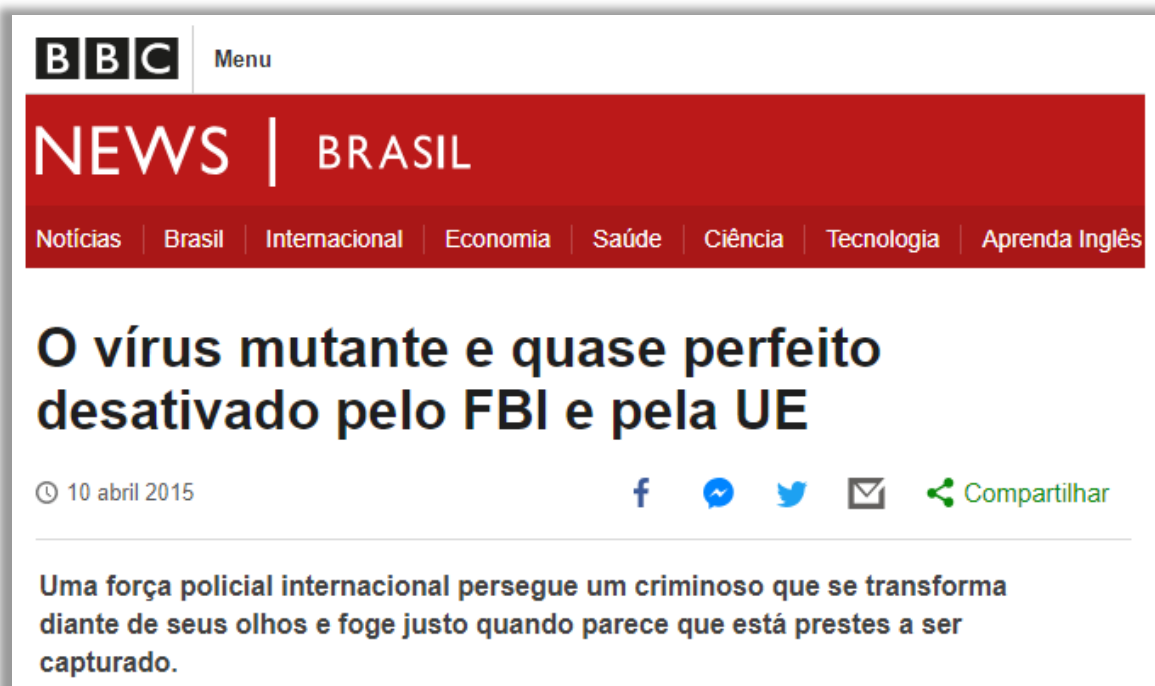 BBC Menu
NEWS | BRASIL
Notícias Brasil Internacional Economia Saúde Ciência Tecnologia Aprenda Inglês
O vírus mutante e quase perfeito
desativado pelo FBI e pela UE
10 abril 2015 Compartilhar
Uma força policial internacional persegue um criminoso que se transforma
diante de seus olhos e foge justo quando parece que está prestes a ser
capturado.